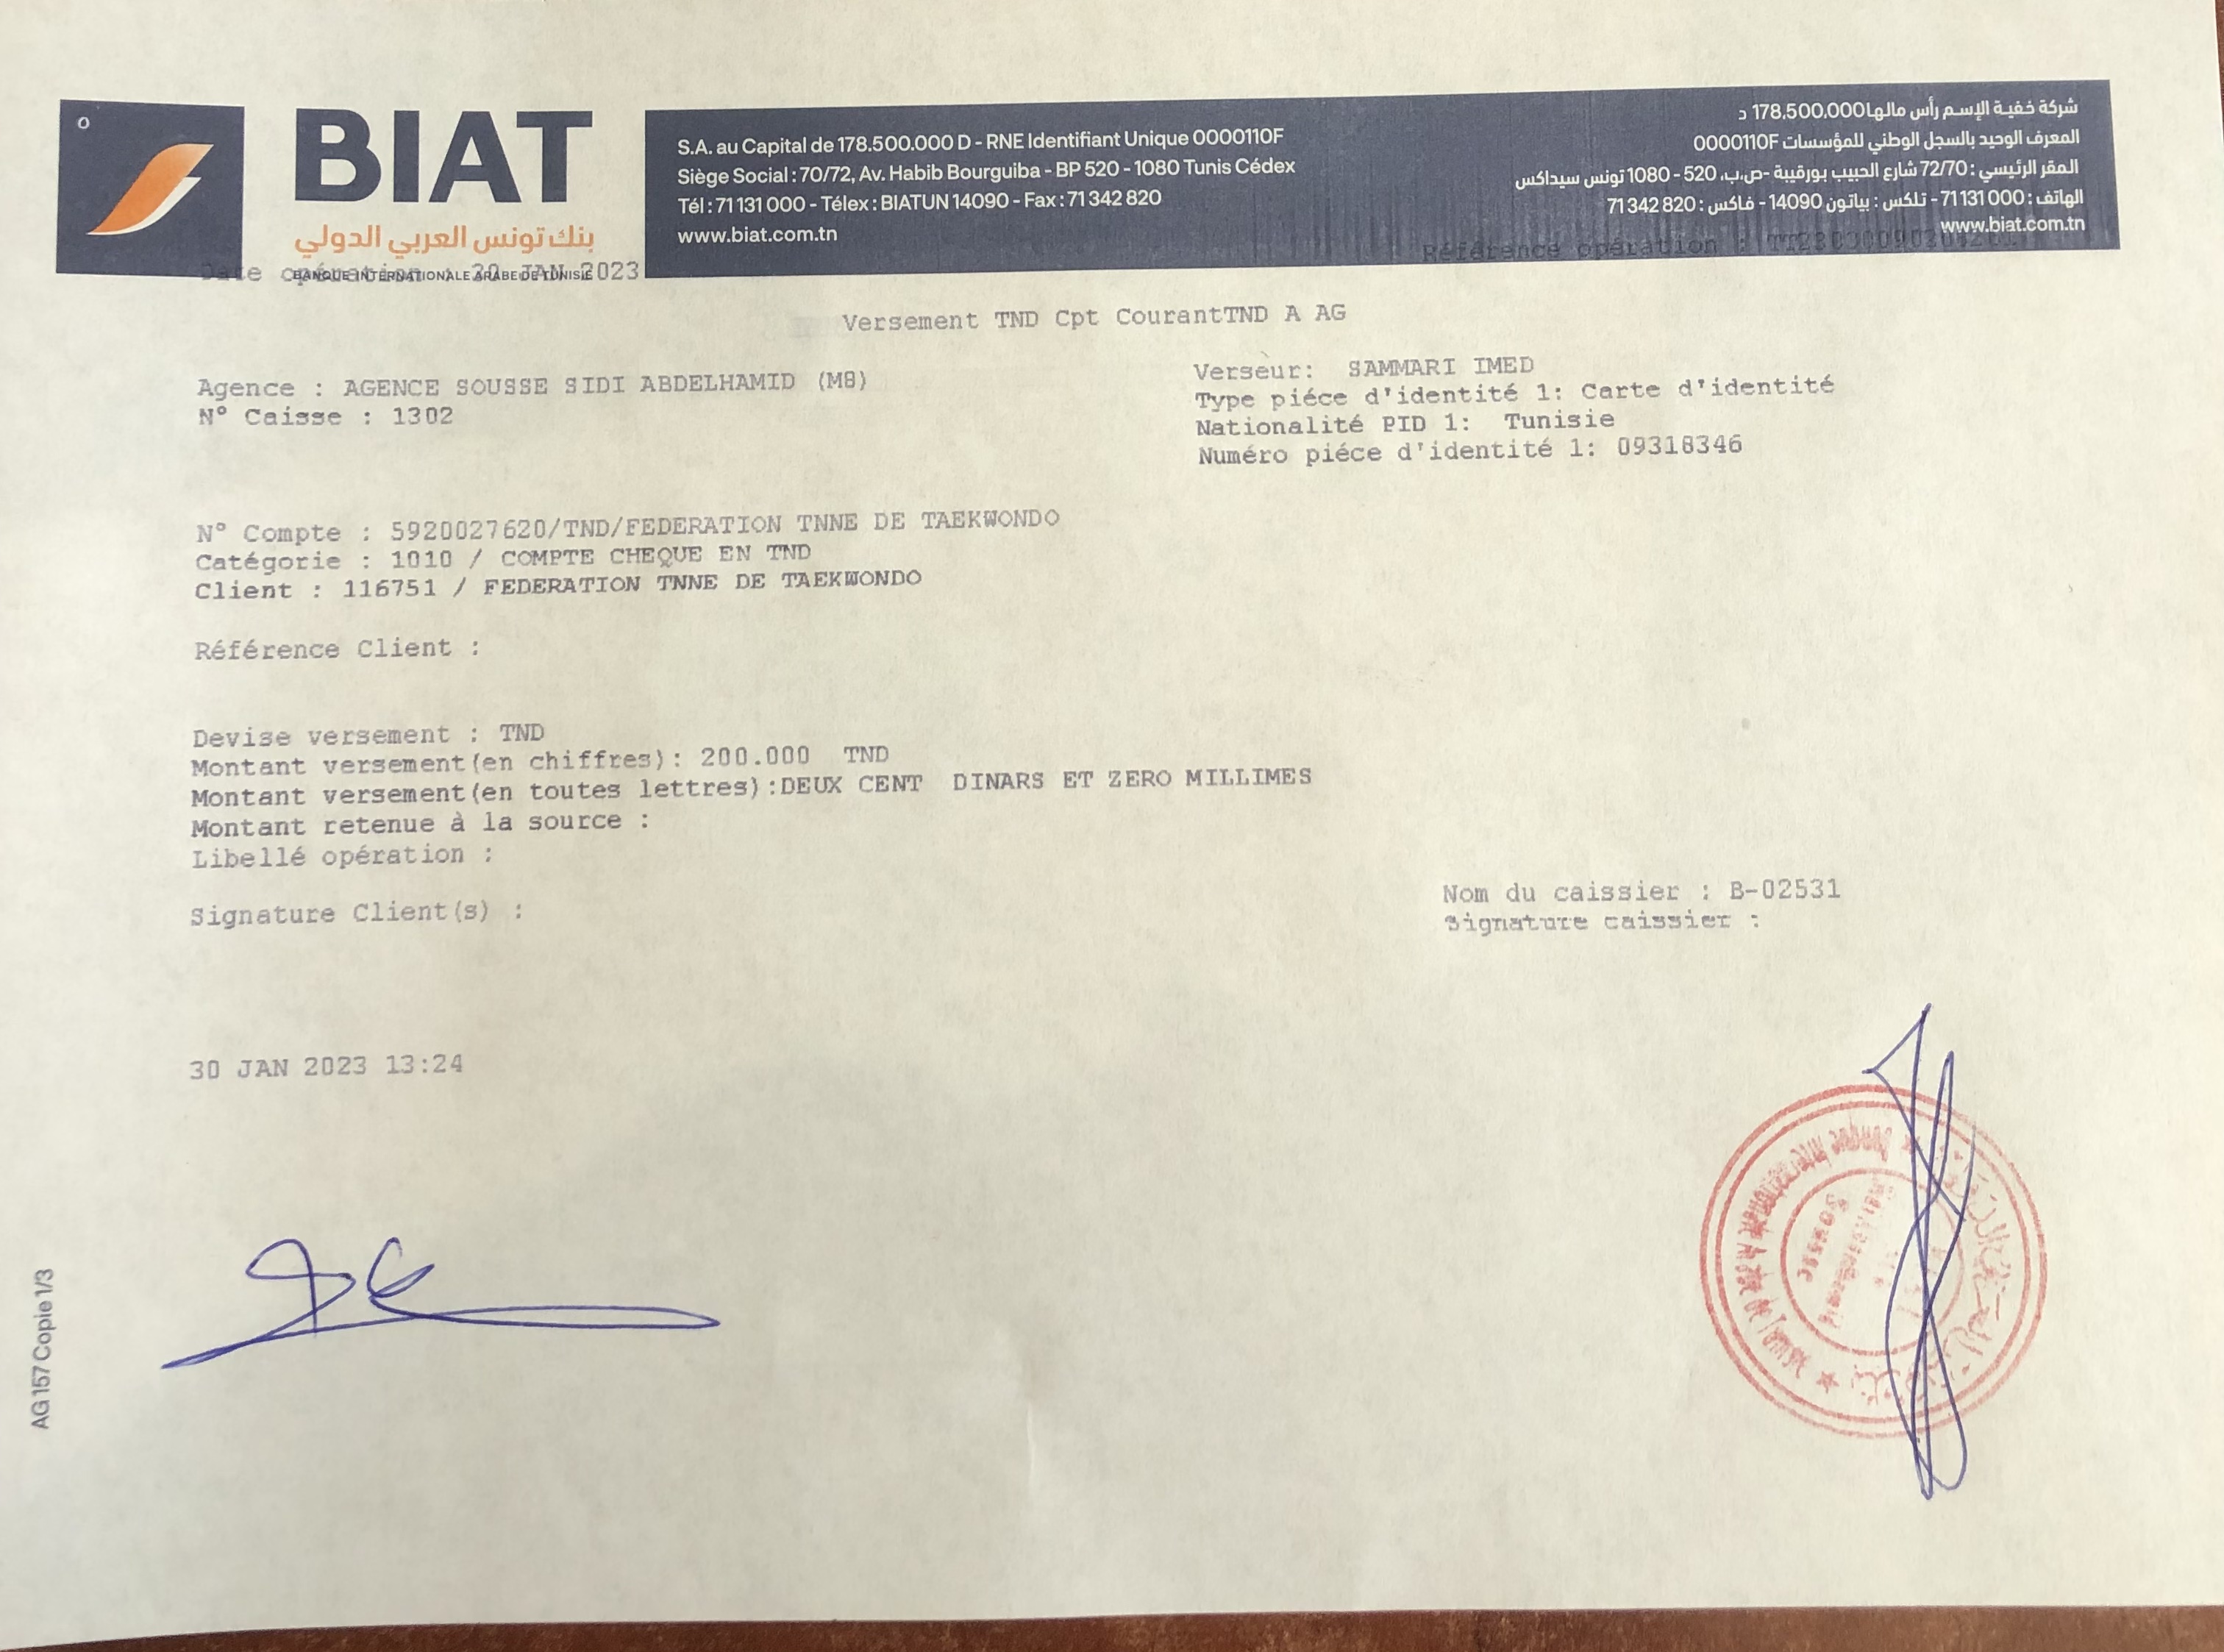 BIAT
بنك تونس العربي الدولي
BANQUE INTERNATIONALE ARABE DE TUNISIE
S.A. au Capital de 178.500.000 D - RNE Identifiant Unique 0000110F
Siège Social : 70/72, Av. Habib Bourguiba - BP 520 - 1080 Tunis Cédex
Tél : 71 131 000 - Télex : BIATUN 14090 - Fax : 71 342 820
www.biat.com.tn
شركة خفية الإسم رأس مالها 178.500.000 د
المعرف الوحيد بالسجل الوطني للمؤسسات 0000110F
المقر الرئيسي : 72/70 شارع الحبيب بورقيبة -ص.ب. 520 - 1080 تونس سيداكس
الهاتف : 71 131 000 - تلكس : بياتون 14090 - فاكس : 71 342 820
www.biat.com.tn
Date opération : 30 JAN 2023
Référence opération :
Versement TND Cpt CourantTND A AG
Agence : AGENCE SOUSSE SIDI ABDELHAMID (M8)
N° Caisse : 1302
Verseur: SAMMARI IMED
Type piéce d'identité 1: Carte d'identité
Nationalité PID 1: Tunisie
Numéro piéce d'identité 1: 09318346
N° Compte : 5920027620/TND/FEDERATION TNNE DE TAEKWONDO
Catégorie : 1010 / COMPTE CHEQUE EN TND
Client : 116751 / FEDERATION TNNE DE TAEKWONDO
Référence Client :
Devise versement : TND
Montant versement(en chiffres): 200.000 TND
Montant versement(en toutes lettres):DEUX CENT DINARS ET ZERO MILLIMES
Montant retenue à la source :
Libellé opération :
Signature Client(s) :
Nom du caissier : B-02531
Signature caissier :
30 JAN 2023 13:24
AG 157 Copie 1/3
Sousse